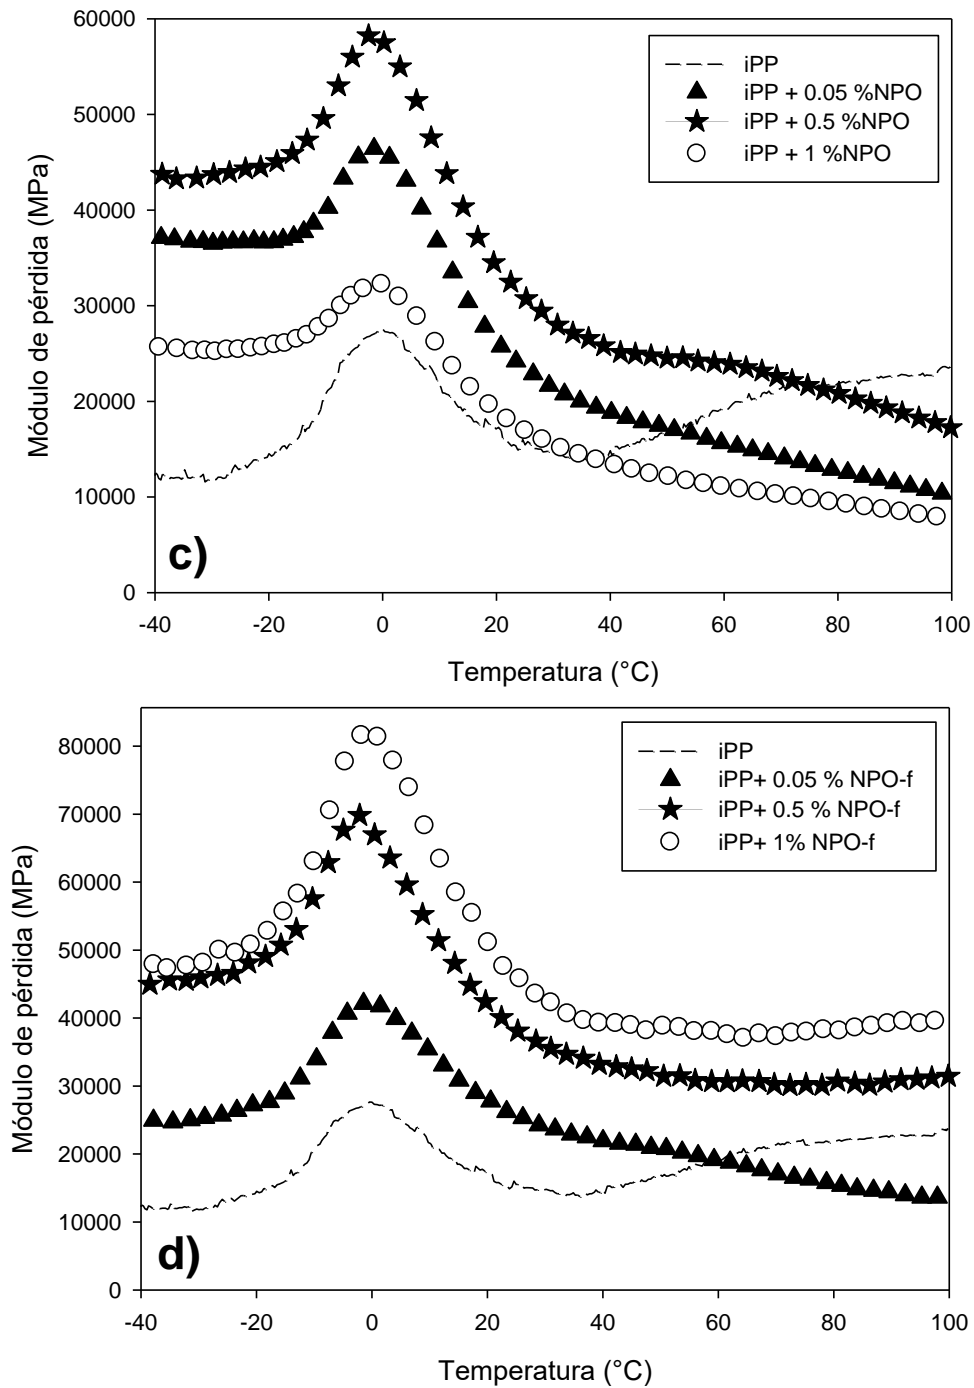 60000
50000
40000
30000
20000
10000
0
Módulo de pérdida (MPa)
iPP
iPP + 0.05 %NPO
iPP + 0.5 %NPO
iPP + 1 %NPO
c)
-40 -20 0 20 40 60 80 100
Temperatura (°C)
80000
70000
60000
50000
40000
30000
20000
10000
0
Módulo de pérdida (MPa)
iPP
iPP+ 0.05 % NPO-f
iPP+ 0.5 % NPO-f
iPP+ 1% NPO-f
d)
-40 -20 0 20 40 60 80 100
Temperatura (°C)